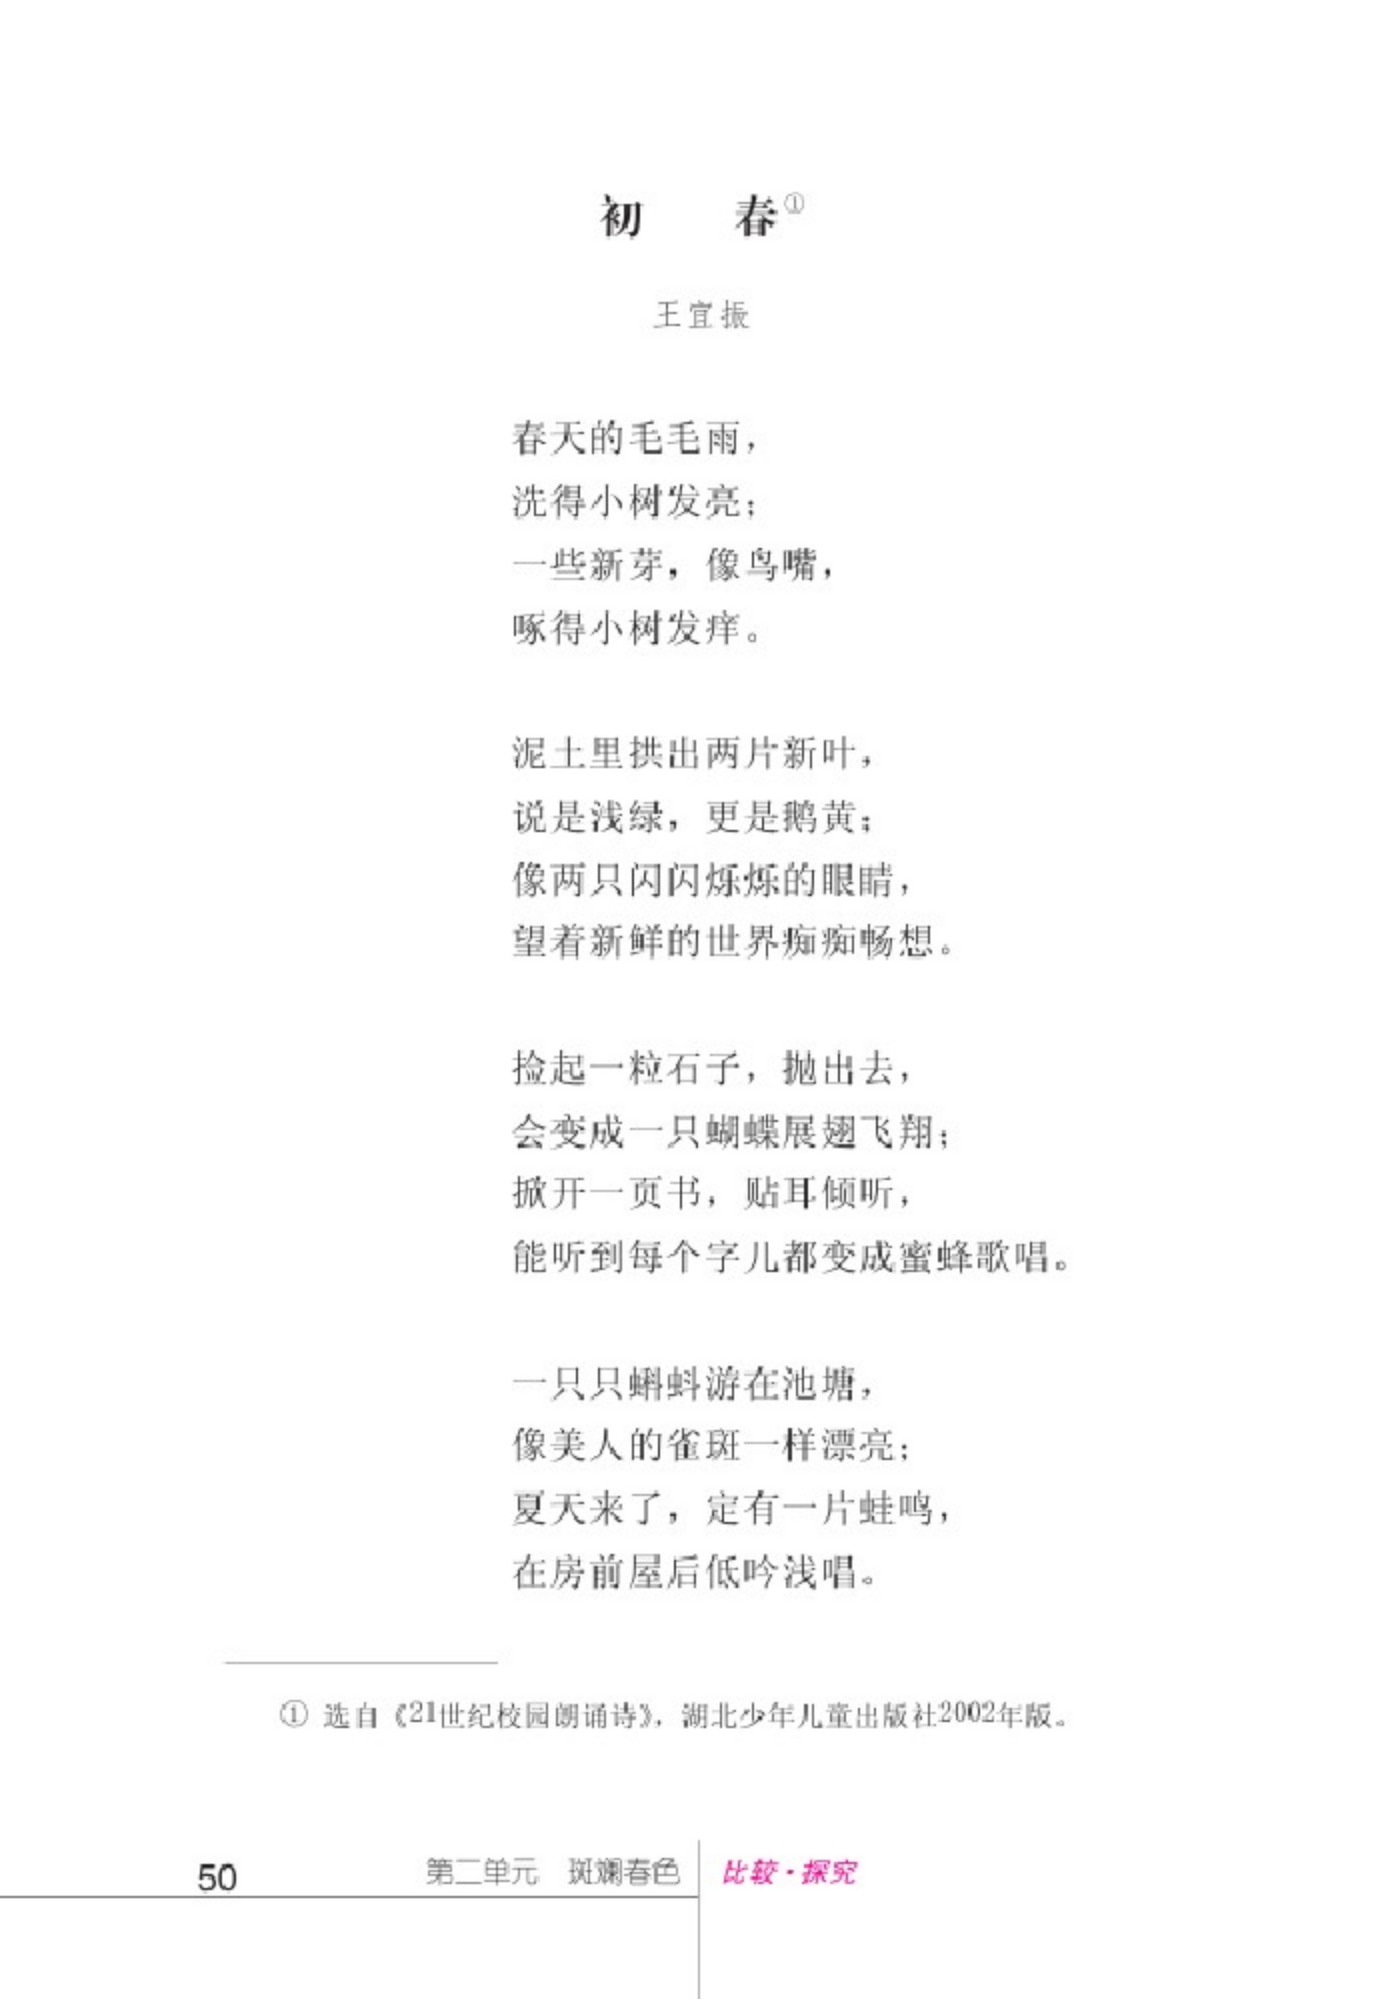 初 春①
王宜振
春天的毛毛雨，
洗得小树发亮；
一些新芽，像鸟嘴，
啄得小树发痒。
泥土里拱出两片新叶，
说是浅绿，更是鹅黄；
像两只闪闪烁烁的眼睛，
望着新鲜的世界痴痴畅想。
捡起一粒石子，抛出去，
会变成一只蝴蝶展翅飞翔；
掀开一页书，贴耳倾听，
能听到每个字儿都变成蜜蜂歌唱。
一只只蝌蚪游在池塘，
像美人的雀斑一样漂亮；
夏天来了，定有一片蛙鸣，
在房前屋后低吟浅唱。
① 选自《21世纪校园朗诵诗》，湖北少年儿童出版社2002年版。
50 第二单元 斑斓春色 比较·探究